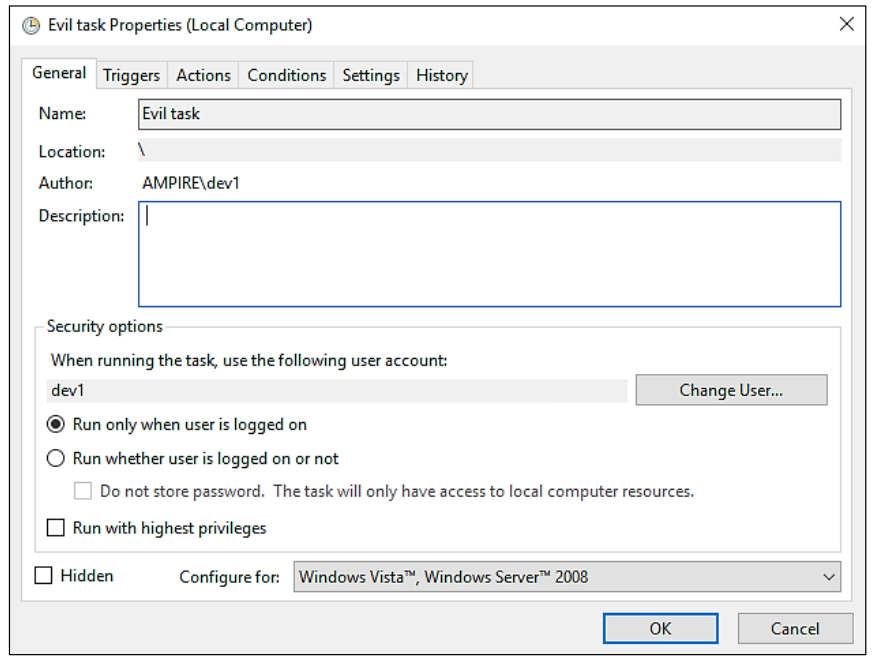 Evil task Properties (Local Computer)
General Triggers Actions Conditions Settings History
Name: Evil task
Location: \
Author: AMPIRE\dev1
Description:
Security options
When running the task, use the following user account:
dev1 Change User...
Run only when user is logged on
Run whether user is logged on or not
Do not store password. The task will only have access to local computer resources.
Run with highest privileges
Hidden Configure for: Windows Vista™, Windows Server™ 2008
OK Cancel